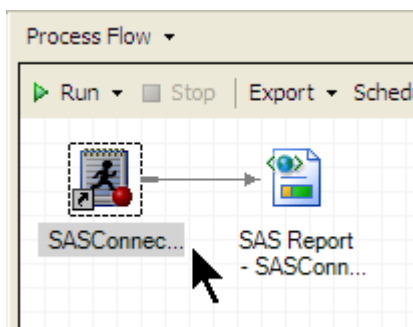 Process Flow
Run Stop Export Sched
SASConnec...
SAS Report
- SASConn...